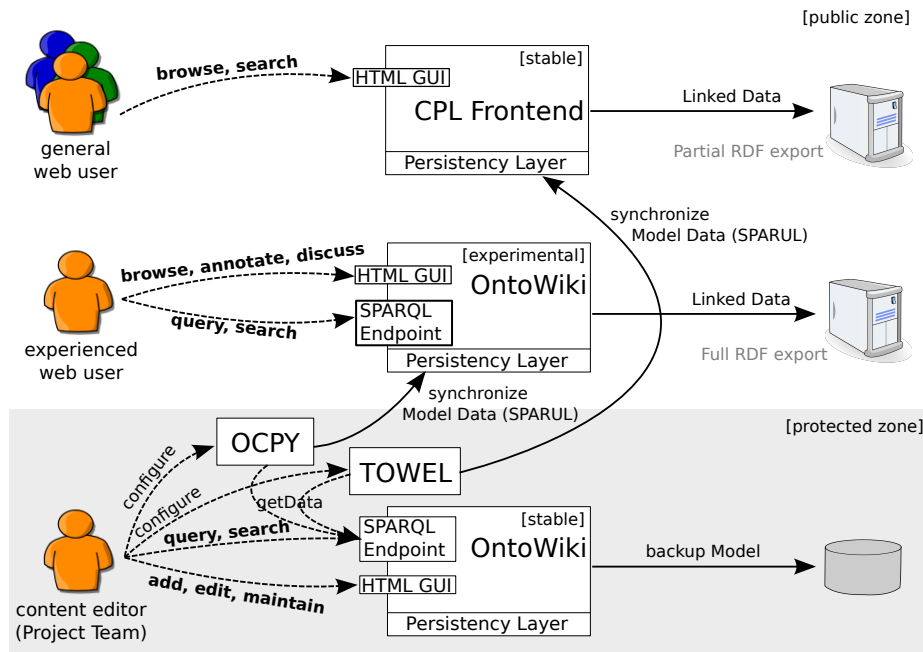 [public zone]
browse, search
[stable]
HTML GUI
CPL Frontend
Linked Data
general
web user
Persistency Layer
Partial RDF export
synchronize
Model Data (SPARUL)
[experimental]
browse, annotate, discuss
HTML GUI
OntoWiki
Linked Data
query, search
SPARQL
Endpoint
experienced
web user
Persistency Layer
Full RDF export
synchronize
Model Data (SPARUL)
[protected zone]
OCPY
configure
TOWEL
configure
getData
[stable]
query, search
SPARQL
Endpoint
OntoWiki
backup Model
add, edit, maintain
HTML GUI
content editor
(Project Team)
Persistency Layer